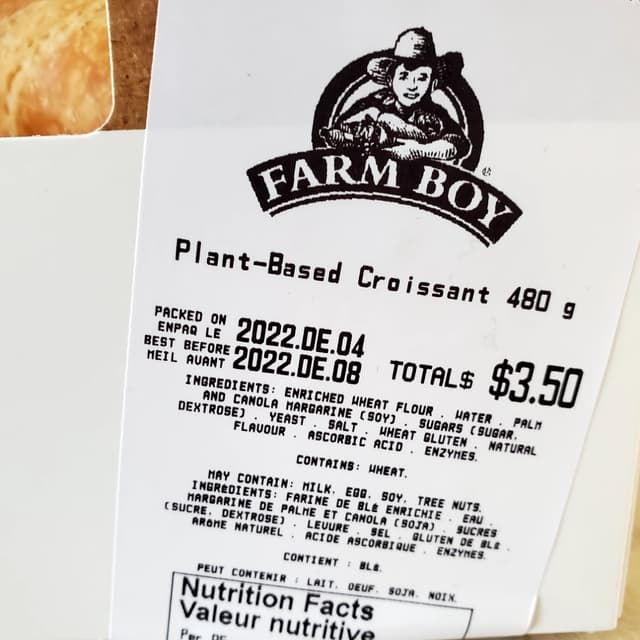 FARM BOY
®
Plant-Based Croissant 480 g
PACKED ON
EMPAQ LE 2022.DE.04
BEST BEFORE
MEIL AVANT 2022.DE.08
TOTAL$ $3.50
INGREDIENTS: ENRICHED WHEAT FLOUR . WATER . PALM
AND CANOLA MARGARINE (SOY) . SUGARS (SUGAR,
DEXTROSE) . YEAST . SALT . WHEAT GLUTEN . NATURAL
FLAVOUR . ASCORBIC ACID . ENZYMES.
CONTAINS: WHEAT.
MAY CONTAIN: MILK, EGG, SOY, TREE NUTS.
INGRÉDIENTS: FARINE DE BLÉ ENRICHIE . EAU .
MARGARINE DE PALME ET CANOLA (SOJA) . SUCRES
(SUCRE, DEXTROSE) . LEVURE . SEL . GLUTEN DE BLÉ .
ARÔME NATUREL . ACIDE ASCORBIQUE . ENZYMES.
CONTIENT : BLÉ.
PEUT CONTENIR : LAIT, OEUF, SOJA, NOIX.
Nutrition Facts
Valeur nutritive
Per